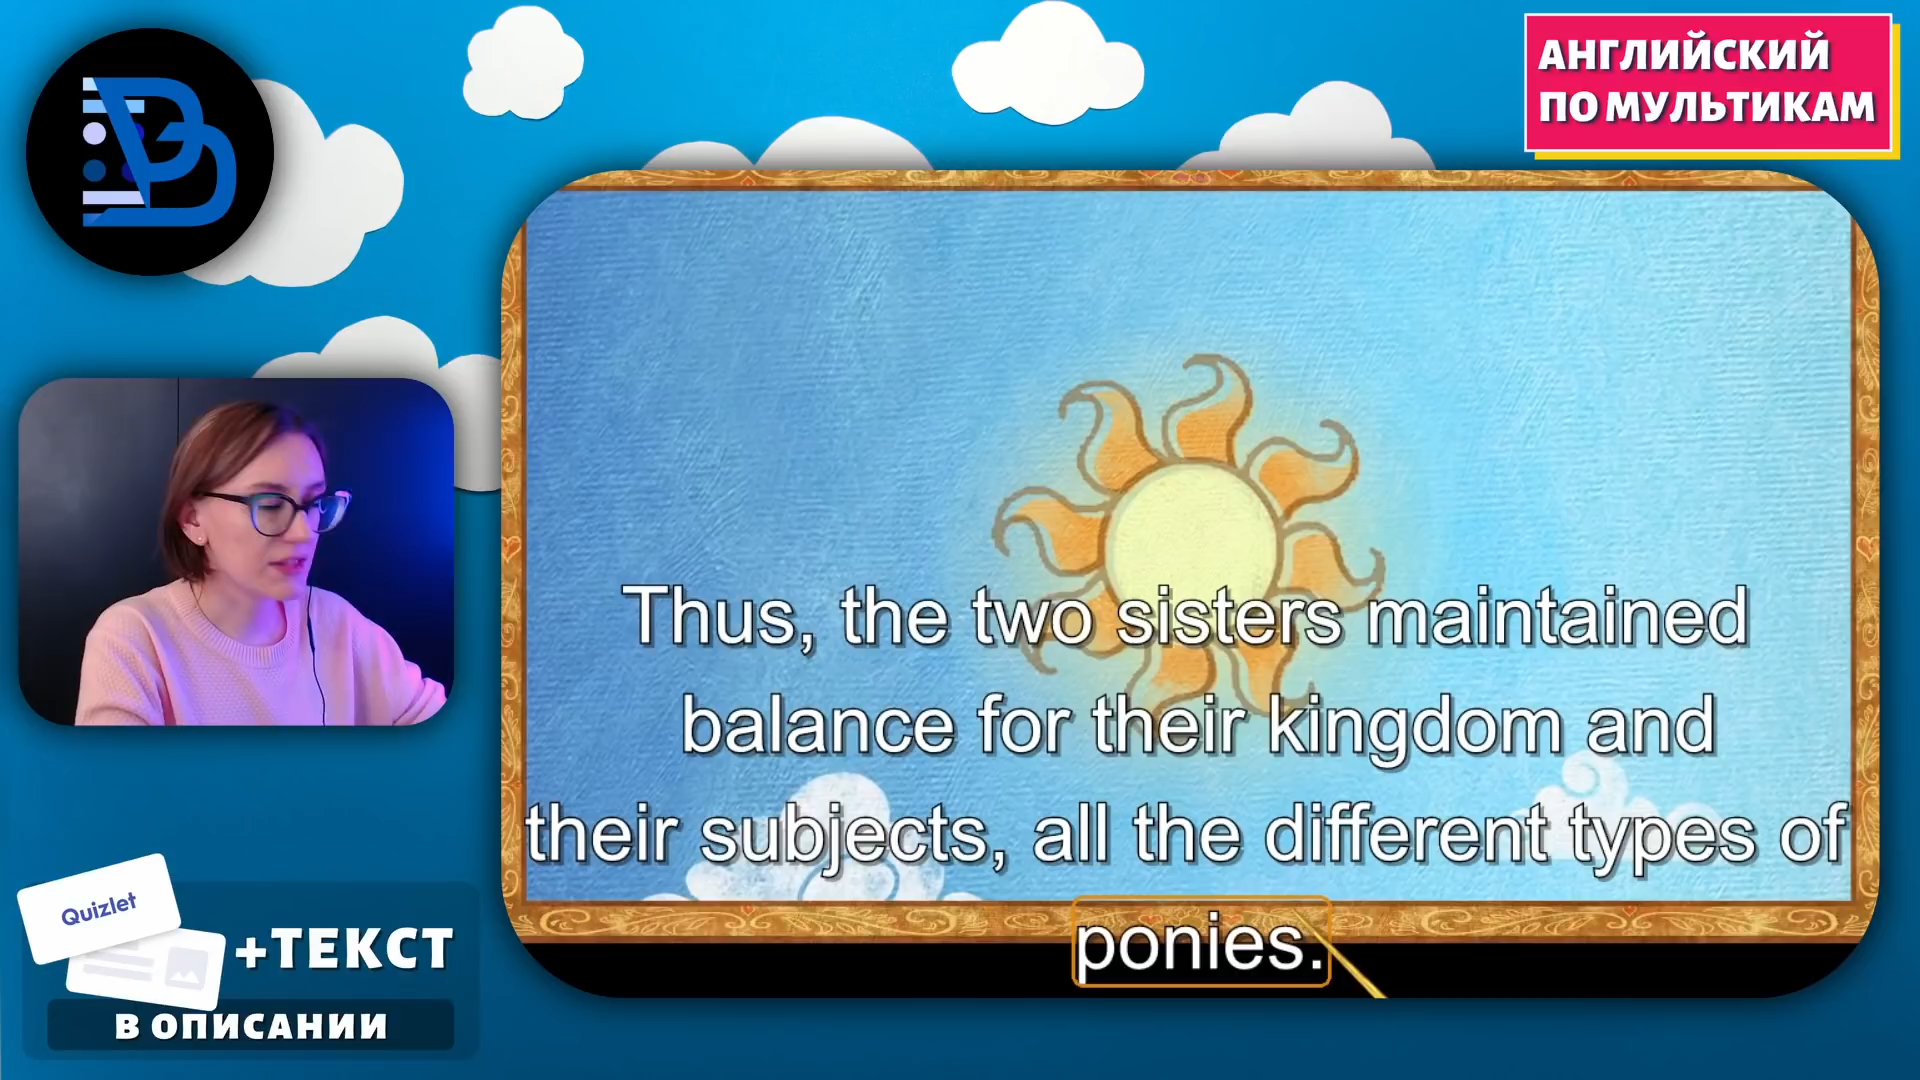 АНГЛИЙСКИЙ
ПО МУЛЬТИКАМ
Thus, the two sisters maintained
balance for their kingdom and
their subjects, all the different types of
ponies.
Quizlet
+ТЕКСТ
В ОПИСАНИИ